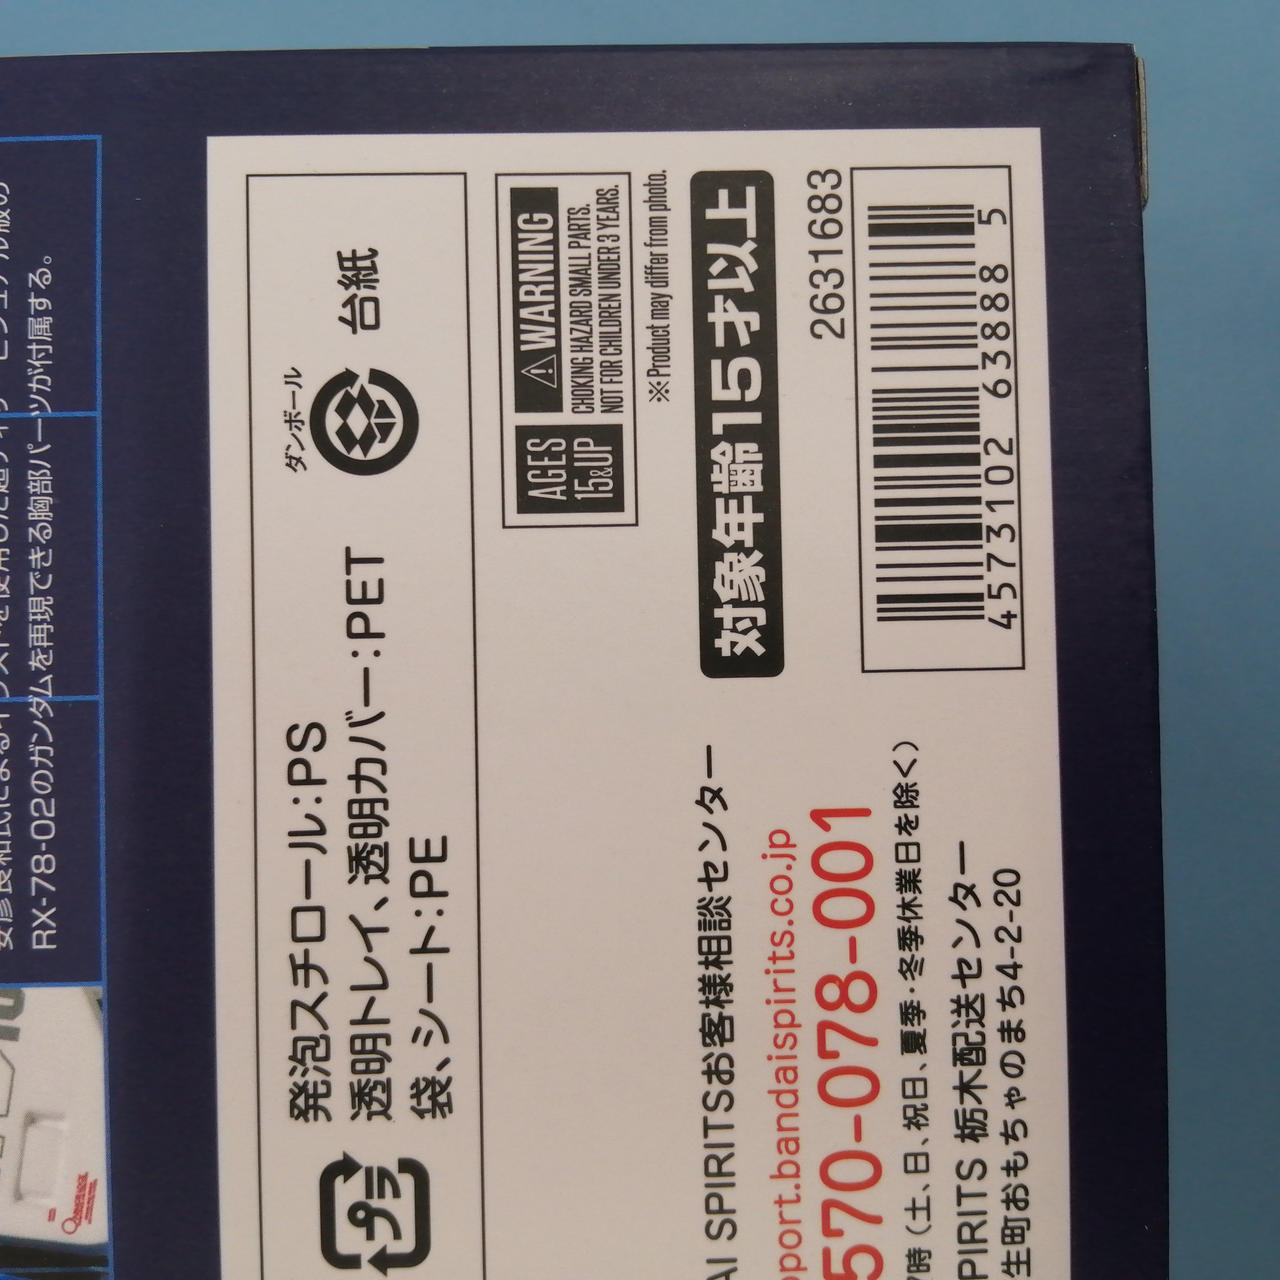 RX-78-02のガンダムを再現できる胸部パーツが付属する。
発泡スチロール:PS
透明トレイ、透明カバー:PET
袋、シート:PE
プラ
ダンボール
台紙
AGES
15&UP
⚠WARNING
CHOKING HAZARD SMALL PARTS.
NOT FOR CHILDREN UNDER 3 YEARS.
※Product may differ from photo.
対象年齢15才以上
2631683
4573102 63888 5
SPIRITSお客様相談センター
port.bandaispirits.co.jp
570-078-001
時(土、日、祝日、夏季・冬季休業日を除く)
PIRITS 栃木配送センター
生町おもちゃのまち4-2-20